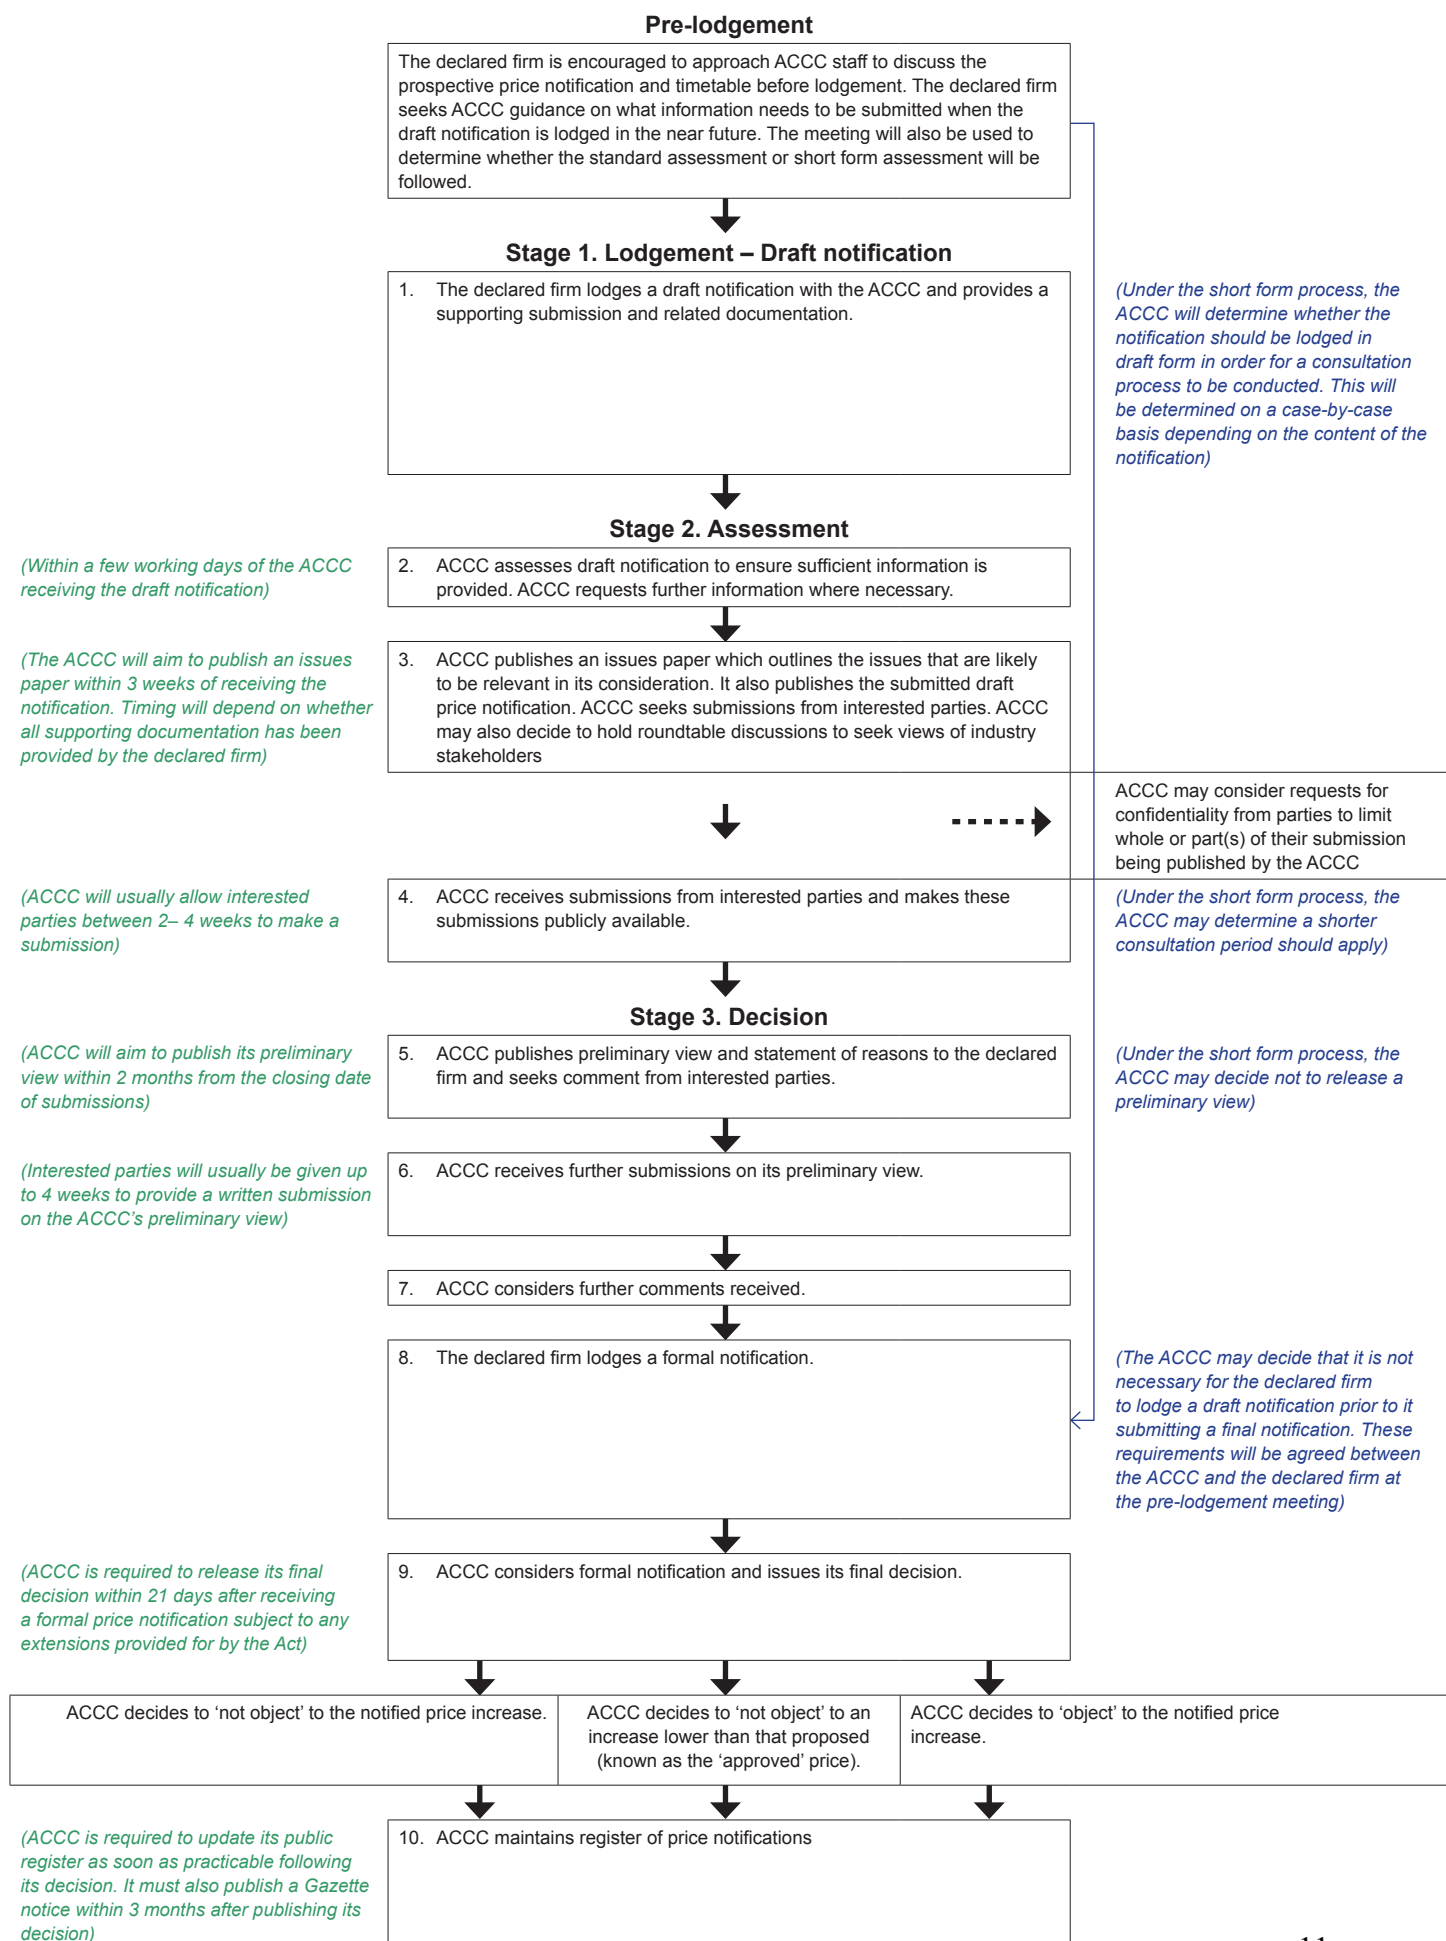 Pre-lodgement
The declared firm is encouraged to approach ACCC staff to discuss the
prospective price notification and timetable before lodgement. The declared firm
seeks ACCC guidance on what information needs to be submitted when the
draft notification is lodged in the near future. The meeting will also be used to
determine whether the standard assessment or short form assessment will be
followed.
Stage 1. Lodgement – Draft notification
1. The declared firm lodges a draft notification with the ACCC and provides a
supporting submission and related documentation.
(Under the short form process, the
ACCC will determine whether the
notification should be lodged in
draft form in order for a consultation
process to be conducted. This will
be determined on a case-by-case
basis depending on the content of the
notification)
Stage 2. Assessment
(Within a few working days of the ACCC
receiving the draft notification)
2. ACCC assesses draft notification to ensure sufficient information is
provided. ACCC requests further information where necessary.
(The ACCC will aim to publish an issues
paper within 3 weeks of receiving the
notification. Timing will depend on whether
all supporting documentation has been
provided by the declared firm)
3. ACCC publishes an issues paper which outlines the issues that are likely
to be relevant in its consideration. It also publishes the submitted draft
price notification. ACCC seeks submissions from interested parties. ACCC
may also decide to hold roundtable discussions to seek views of industry
stakeholders
ACCC may consider requests for
confidentiality from parties to limit
whole or part(s) of their submission
being published by the ACCC
(ACCC will usually allow interested
parties between 2– 4 weeks to make a
submission)
4. ACCC receives submissions from interested parties and makes these
submissions publicly available.
(Under the short form process, the
ACCC may determine a shorter
consultation period should apply)
Stage 3. Decision
(ACCC will aim to publish its preliminary
view within 2 months from the closing date
of submissions)
5. ACCC publishes preliminary view and statement of reasons to the declared
firm and seeks comment from interested parties.
(Under the short form process, the
ACCC may decide not to release a
preliminary view)
(Interested parties will usually be given up
to 4 weeks to provide a written submission
on the ACCC’s preliminary view)
6. ACCC receives further submissions on its preliminary view.
7. ACCC considers further comments received.
8. The declared firm lodges a formal notification.
(The ACCC may decide that it is not
necessary for the declared firm
to lodge a draft notification prior to it
submitting a final notification. These
requirements will be agreed between
the ACCC and the declared firm at
the pre-lodgement meeting)
(ACCC is required to release its final
decision within 21 days after receiving
a formal price notification subject to any
extensions provided for by the Act)
9. ACCC considers formal notification and issues its final decision.
ACCC decides to ‘not object’ to the notified price increase.
ACCC decides to ‘not object’ to an
increase lower than that proposed
(known as the ‘approved’ price).
ACCC decides to ‘object’ to the notified price
increase.
(ACCC is required to update its public
register as soon as practicable following
its decision. It must also publish a Gazette
notice within 3 months after publishing its
decision)
10. ACCC maintains register of price notifications